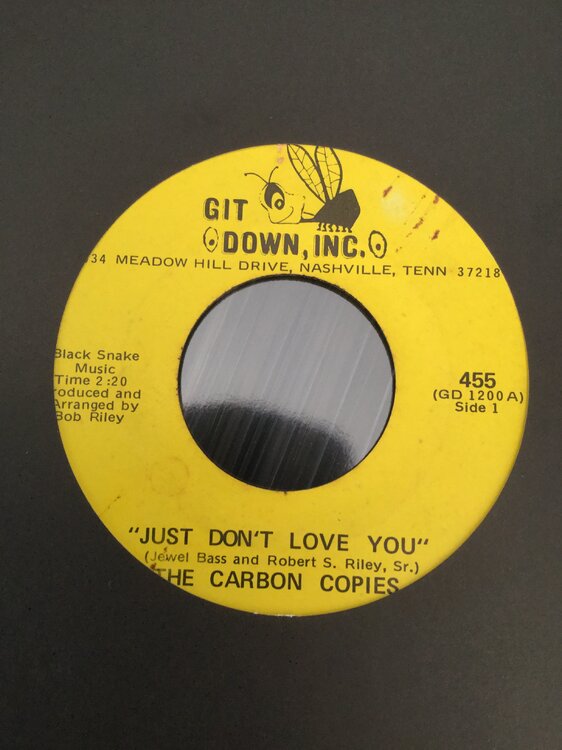 GIT
DOWN, INC.
34 MEADOW HILL DRIVE, NASHVILLE, TENN 37218
Black Snake
Music
Time 2:20
roduced and
Arranged by
Bob Riley
455
(GD 1200 A)
Side 1
"JUST DON'T LOVE YOU"
(Jewel Bass and Robert S. Riley, Sr.)
THE CARBON COPIES